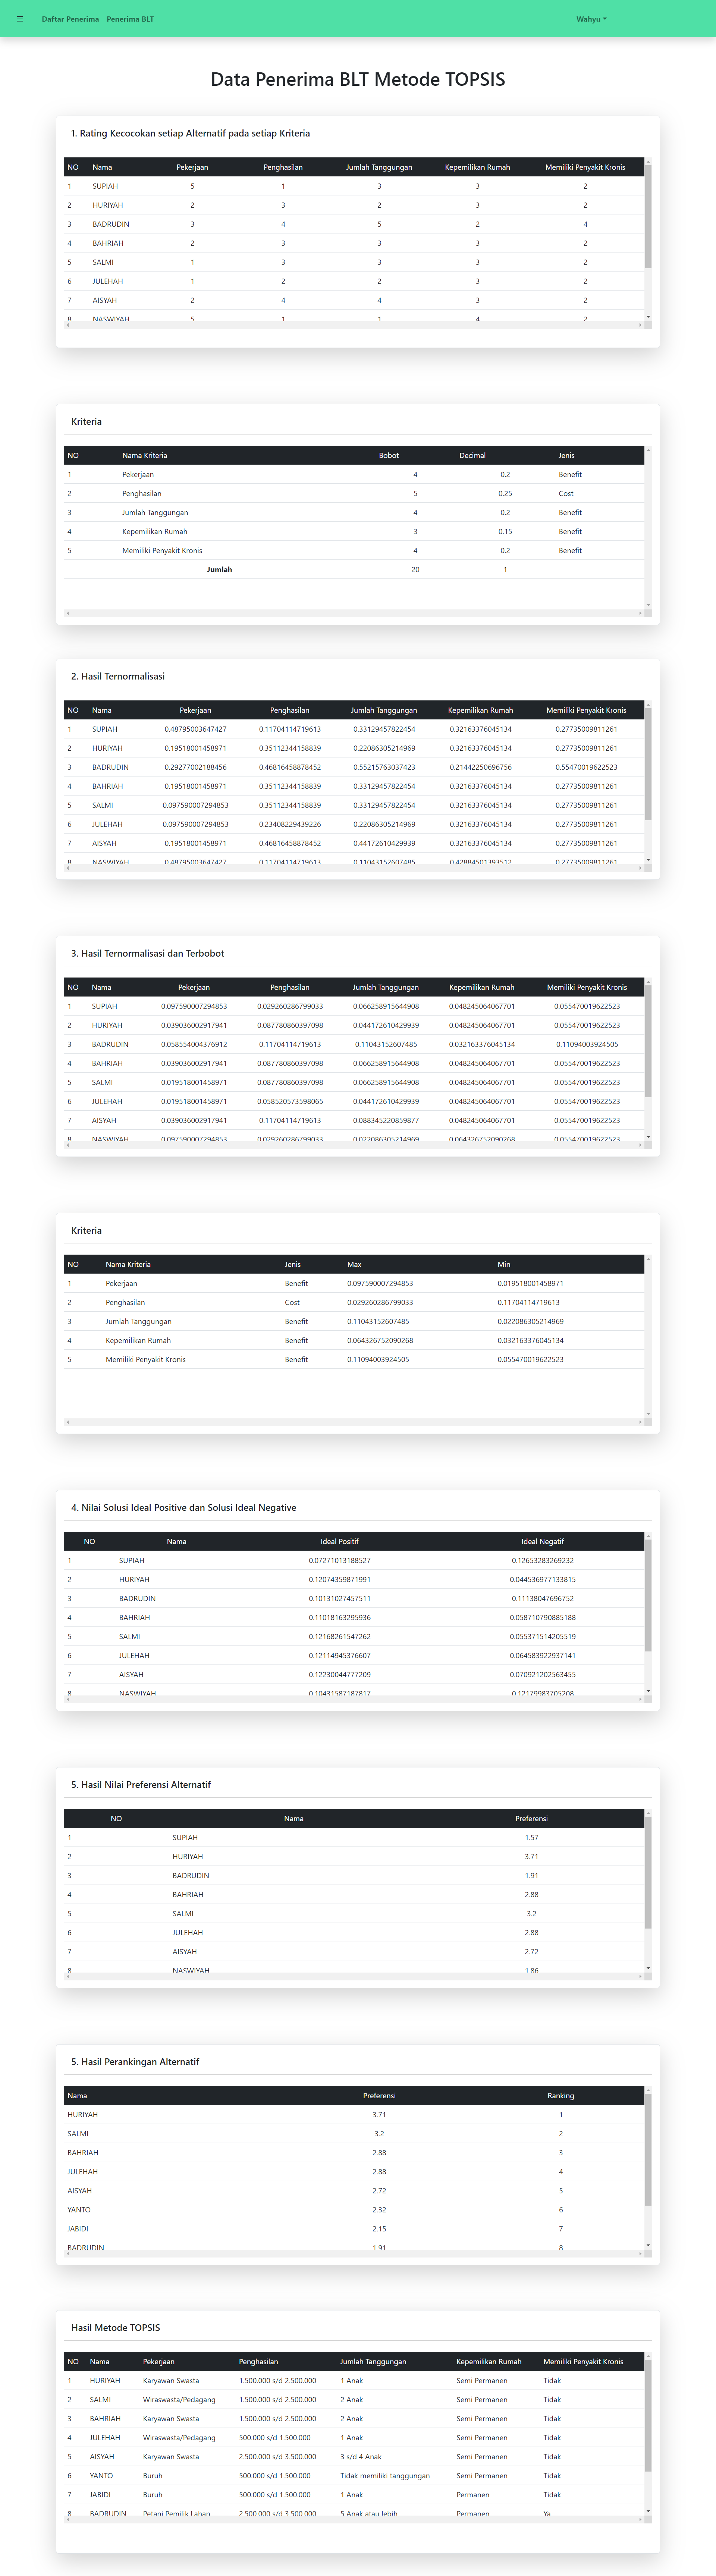 ☰ Daftar Penerima Penerima BLT Wahyu
Data Penerima BLT Metode TOPSIS
1. Rating Kecocokan setiap Alternatif pada setiap Kriteria
NO Nama Pekerjaan Penghasilan Jumlah Tanggungan Kepemilikan Rumah Memiliki Penyakit Kronis
1 SUPIAH 5 1 3 3 2
2 HURIYAH 2 3 2 3 2
3 BADRUDIN 3 4 5 2 4
4 BAHRIAH 2 3 3 3 2
5 SALMI 1 3 3 3 2
6 JULEHAH 1 2 2 3 2
7 AISYAH 2 4 4 3 2
8 NASWIYAH 5 1 1 4 2
Kriteria
NO Nama Kriteria Bobot Decimal Jenis
1 Pekerjaan 4 0.2 Benefit
2 Penghasilan 5 0.25 Cost
3 Jumlah Tanggungan 4 0.2 Benefit
4 Kepemilikan Rumah 3 0.15 Benefit
5 Memiliki Penyakit Kronis 4 0.2 Benefit
Jumlah 20 1
2. Hasil Ternormalisasi
NO Nama Pekerjaan Penghasilan Jumlah Tanggungan Kepemilikan Rumah Memiliki Penyakit Kronis
1 SUPIAH 0.48795003647427 0.11704114719613 0.33129457822454 0.32163376045134 0.27735009811261
2 HURIYAH 0.19518001458971 0.35112344158839 0.22086305214969 0.32163376045134 0.27735009811261
3 BADRUDIN 0.29277002188456 0.46816458878452 0.55215763037423 0.21442250696756 0.55470019622523
4 BAHRIAH 0.19518001458971 0.35112344158839 0.33129457822454 0.32163376045134 0.27735009811261
5 SALMI 0.097590007294853 0.35112344158839 0.33129457822454 0.32163376045134 0.27735009811261
6 JULEHAH 0.097590007294853 0.23408229439226 0.22086305214969 0.32163376045134 0.27735009811261
7 AISYAH 0.19518001458971 0.46816458878452 0.44172610429939 0.32163376045134 0.27735009811261
8 NASWIYAH 0.48795003647427 0.11704114719613 0.11043152607485 0.42884501393512 0.27735009811261
3. Hasil Ternormalisasi dan Terbobot
NO Nama Pekerjaan Penghasilan Jumlah Tanggungan Kepemilikan Rumah Memiliki Penyakit Kronis
1 SUPIAH 0.097590007294853 0.029260286799033 0.066258915644908 0.048245064067701 0.055470019622523
2 HURIYAH 0.039036002917941 0.087780860397098 0.044172610429939 0.048245064067701 0.055470019622523
3 BADRUDIN 0.058554004376912 0.11704114719613 0.11043152607485 0.032163376045134 0.11094003924505
4 BAHRIAH 0.039036002917941 0.087780860397098 0.066258915644908 0.048245064067701 0.055470019622523
5 SALMI 0.019518001458971 0.087780860397098 0.066258915644908 0.048245064067701 0.055470019622523
6 JULEHAH 0.019518001458971 0.058520573598065 0.044172610429939 0.048245064067701 0.055470019622523
7 AISYAH 0.039036002917941 0.11704114719613 0.088345220859877 0.048245064067701 0.055470019622523
8 NASWIYAH 0.097590007294853 0.029260286799033 0.022086305214969 0.064326752090268 0.055470019622523
Kriteria
NO Nama Kriteria Jenis Max Min
1 Pekerjaan Benefit 0.097590007294853 0.019518001458971
2 Penghasilan Cost 0.029260286799033 0.11704114719613
3 Jumlah Tanggungan Benefit 0.11043152607485 0.022086305214969
4 Kepemilikan Rumah Benefit 0.064326752090268 0.032163376045134
5 Memiliki Penyakit Kronis Benefit 0.11094003924505 0.055470019622523
4. Nilai Solusi Ideal Positive dan Solusi Ideal Negative
NO Nama Ideal Positif Ideal Negatif
1 SUPIAH 0.07271013188527 0.12653283269232
2 HURIYAH 0.12074359871991 0.044536977133815
3 BADRUDIN 0.10131027457511 0.11138047696752
4 BAHRIAH 0.11018163295936 0.058710790885188
5 SALMI 0.12168261547262 0.055371514205519
6 JULEHAH 0.12114945376607 0.064583922937141
7 AISYAH 0.12230044777209 0.070921202563455
8 NASWIYAH 0.10431587187817 0.12179983705208
5. Hasil Nilai Preferensi Alternatif
NO Nama Preferensi
1 SUPIAH 1.57
2 HURIYAH 3.71
3 BADRUDIN 1.91
4 BAHRIAH 2.88
5 SALMI 3.2
6 JULEHAH 2.88
7 AISYAH 2.72
8 NASWIYAH 1.86
5. Hasil Perankingan Alternatif
Nama Preferensi Ranking
HURIYAH 3.71 1
SALMI 3.2 2
BAHRIAH 2.88 3
JULEHAH 2.88 4
AISYAH 2.72 5
YANTO 2.32 6
JABIDI 2.15 7
BADRUDIN 1.91 8
Hasil Metode TOPSIS
NO Nama Pekerjaan Penghasilan Jumlah Tanggungan Kepemilikan Rumah Memiliki Penyakit Kronis
1 HURIYAH Karyawan Swasta 1.500.000 s/d 2.500.000 1 Anak Semi Permanen Tidak
2 SALMI Wiraswasta/Pedagang 1.500.000 s/d 2.500.000 2 Anak Semi Permanen Tidak
3 BAHRIAH Karyawan Swasta 1.500.000 s/d 2.500.000 2 Anak Semi Permanen Tidak
4 JULEHAH Wiraswasta/Pedagang 500.000 s/d 1.500.000 1 Anak Semi Permanen Tidak
5 AISYAH Karyawan Swasta 2.500.000 s/d 3.500.000 3 s/d 4 Anak Semi Permanen Tidak
6 YANTO Buruh 500.000 s/d 1.500.000 Tidak memiliki tanggungan Semi Permanen Tidak
7 JABIDI Buruh 500.000 s/d 1.500.000 1 Anak Permanen Tidak
8 BADRUDIN Petani Pemilik Lahan 2.500.000 s/d 3.500.000 5 Anak atau lebih Permanen Ya